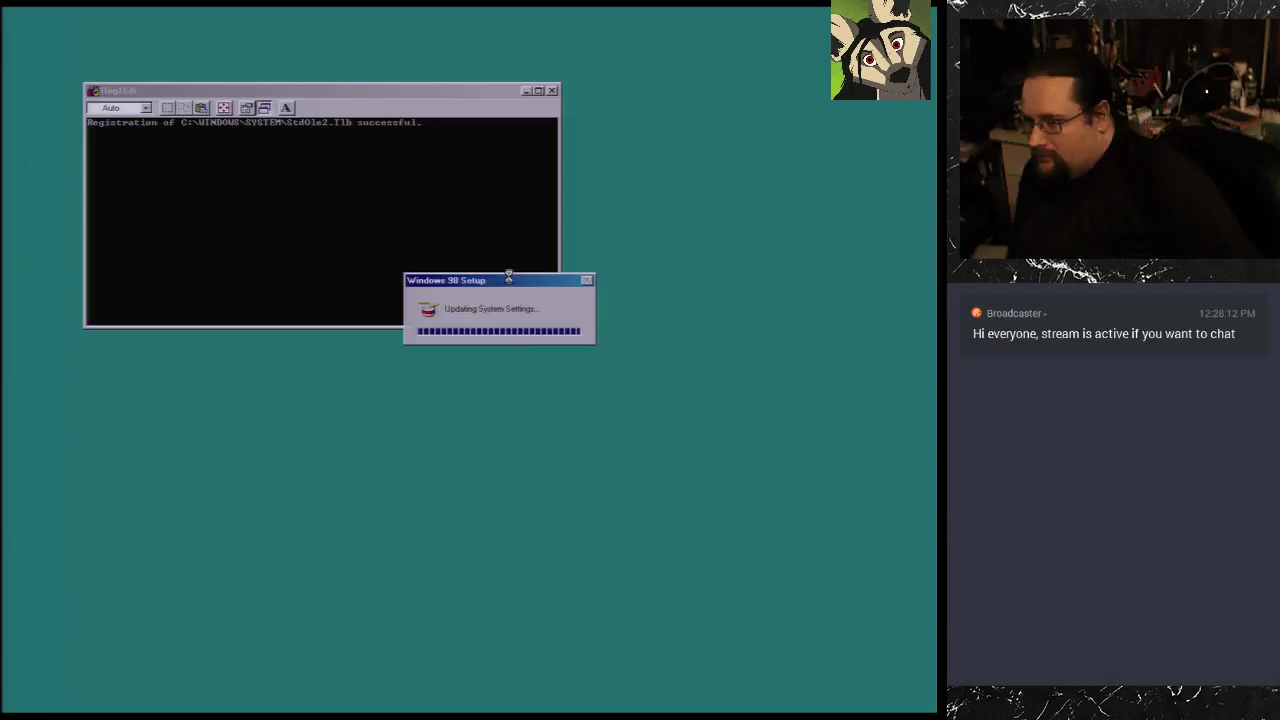 Auto
A
Registration of C:\WINDOWS\SYSTEM\StdOle2.Tlb successful.
Windows 98 Setup
Updating System Settings...
Broadcaster
12:28:12 PM
Hi everyone, stream is active if you want to chat